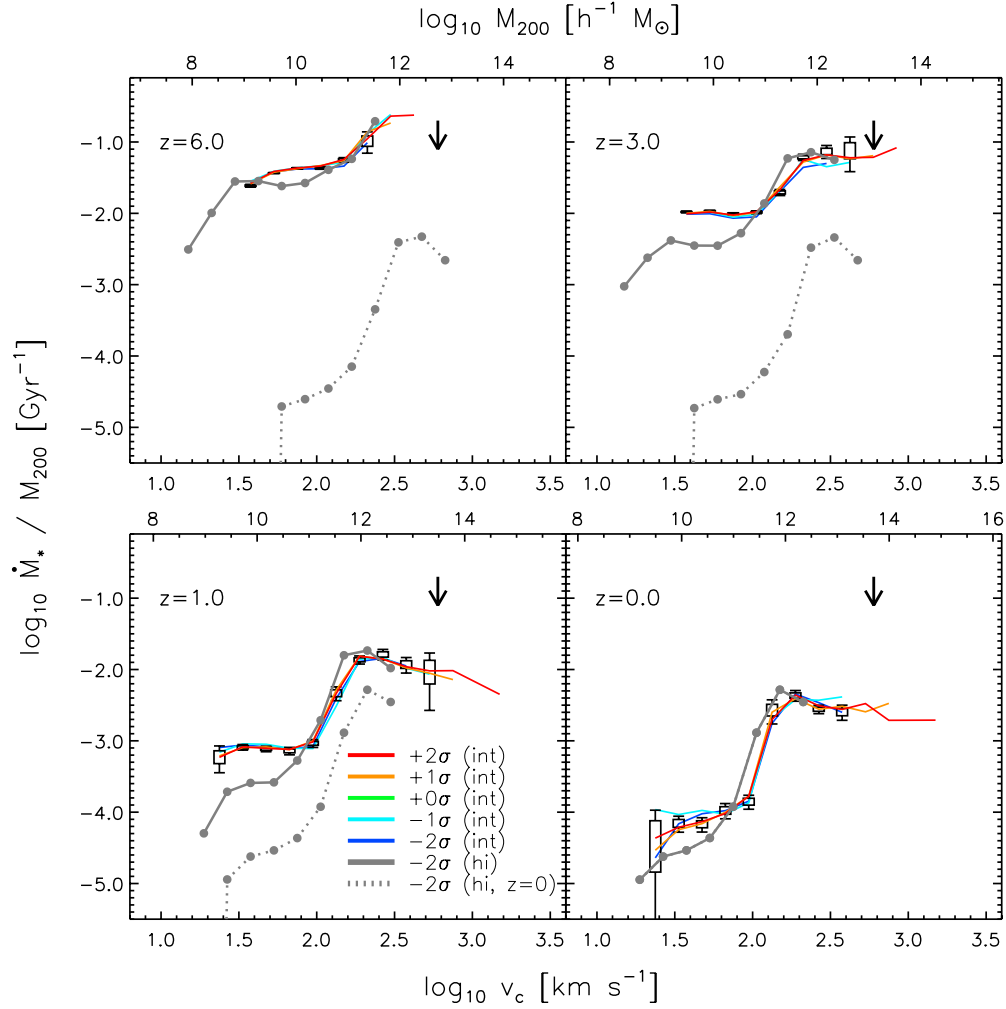 log₁₀ M₂₀₀ [h⁻¹ M☉]
8 10 12 14
8 10 12 14
z=6.0
z=3.0
-1.0
-2.0
-3.0
-4.0
-5.0
1.0 1.5 2.0 2.5 3.0 3.5
1.0 1.5 2.0 2.5 3.0 3.5
log₁₀ Ṁ* / M₂₀₀ [Gyr⁻¹]
8 10 12 14
8 10 12 14 16
z=1.0
z=0.0
-1.0
-2.0
-3.0
-4.0
-5.0
+2σ (int)
+1σ (int)
+0σ (int)
−1σ (int)
−2σ (int)
−2σ (hi)
−2σ (hi, z=0)
1.0 1.5 2.0 2.5 3.0 3.5
1.0 1.5 2.0 2.5 3.0 3.5
log₁₀ v_c [km s⁻¹]